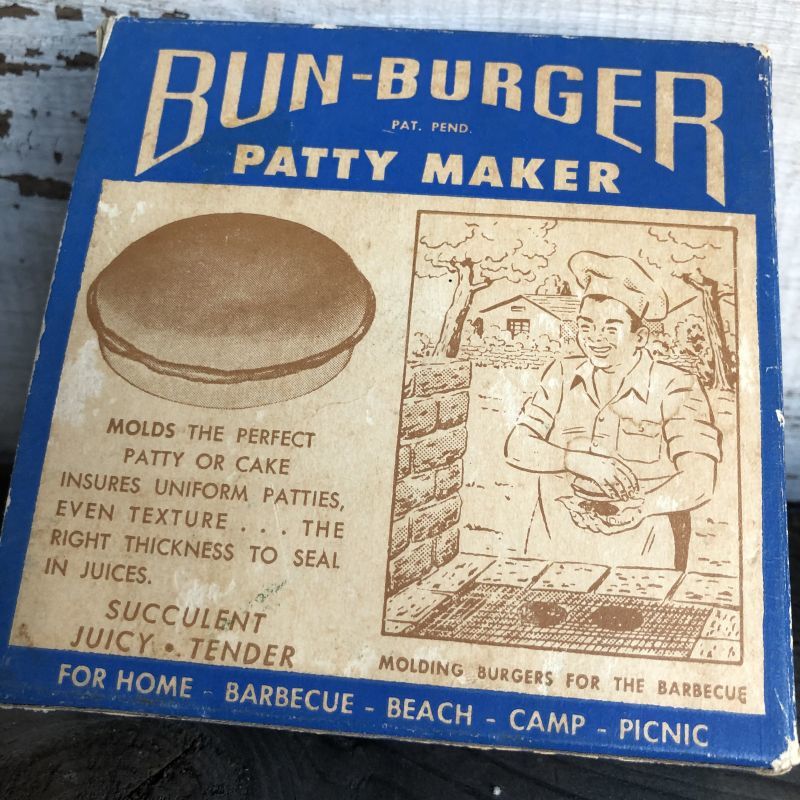 BUN-BURGER
PAT. PEND.
PATTY MAKER
MOLDS THE PERFECT
PATTY OR CAKE
INSURES UNIFORM PATTIES,
EVEN TEXTURE . . . THE
RIGHT THICKNESS TO SEAL
IN JUICES.
SUCCULENT
JUICY • TENDER
MOLDING BURGERS FOR THE BARBECUE
FOR HOME - BARBECUE - BEACH - CAMP - PICNIC